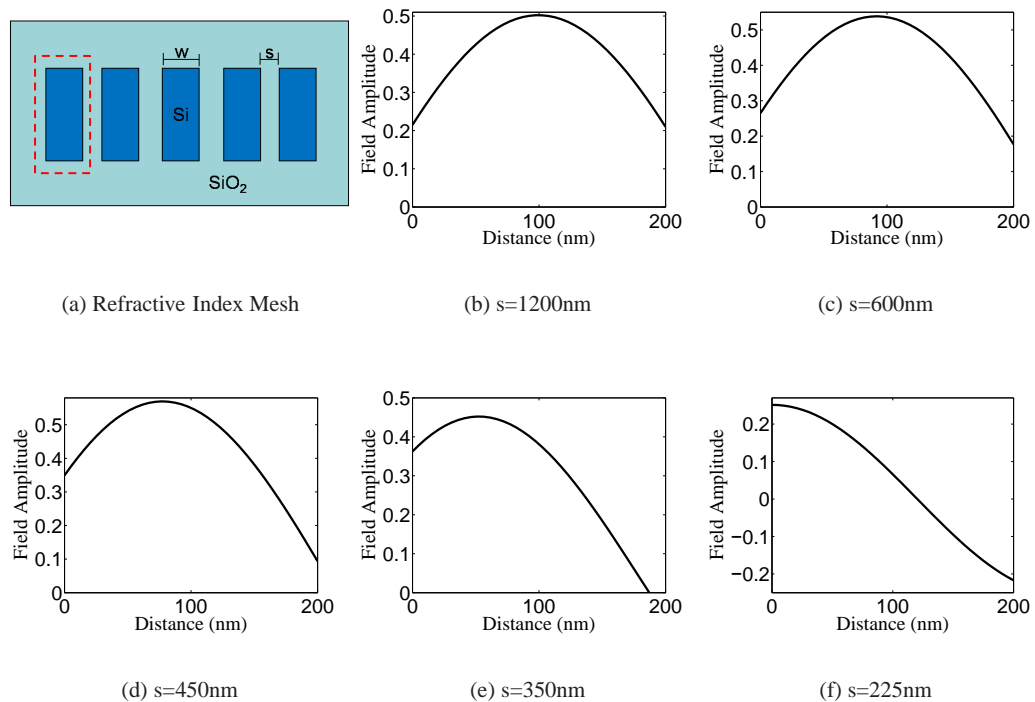 w
s
Si
SiO2
(a) Refractive Index Mesh
Field Amplitude
0.5
0.4
0.3
0.2
0.1
0
0
100
200
Distance (nm)
(b) s=1200nm
Field Amplitude
0.5
0.4
0.3
0.2
0.1
0
0
100
200
Distance (nm)
(c) s=600nm
Field Amplitude
0.5
0.4
0.3
0.2
0.1
0
0
100
200
Distance (nm)
(d) s=450nm
Field Amplitude
0.5
0.4
0.3
0.2
0.1
0
0
100
200
Distance (nm)
(e) s=350nm
Field Amplitude
0.2
0.1
0
−0.1
−0.2
0
100
200
Distance (nm)
(f) s=225nm